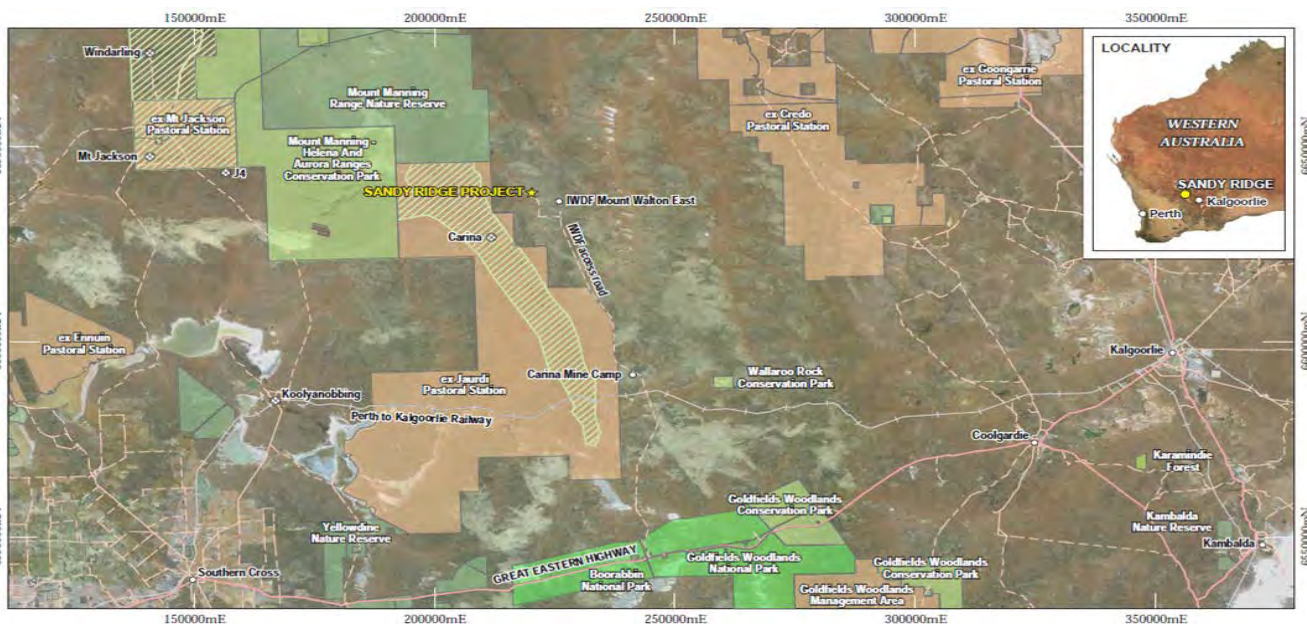 150000mE
200000mE
250000mE
300000mE
350000mE
Windarling
Mount Manning
Range Nature Reserve
ex Mt Jackson
Pastoral Station
Mt Jackson
J4
Mount Manning -
Helena And
Aurora Ranges
Conservation Park
SANDY RIDGE PROJECT
IWDF Mount Walton East
IWDF access road
Carina
ex Credo
Pastoral Station
ex Goongarrie
Pastoral Station
LOCALITY
WESTERN
AUSTRALIA
SANDY RIDGE
Kalgoorlie
Perth
6650000mN
ex Ennuin
Pastoral Station
Koolyanobbing
ex Jaurdi
Pastoral Station
Perth to Kalgoorlie Railway
Carina Mine Camp
Wallaroo Rock
Conservation Park
Kalgoorlie
6600000mN
Coolgardie
Karamindie
Forest
Kambalda
Nature Reserve
Kambalda
Yellowdine
Nature Reserve
Southern Cross
GREAT EASTERN HIGHWAY
Boorabbin
National Park
Goldfields Woodlands
Conservation Park
Goldfields Woodlands
National Park
Goldfields Woodlands
Conservation Park
Goldfields Woodlands
Management Area
6550000mN
150000mE
200000mE
250000mE
300000mE
350000mE